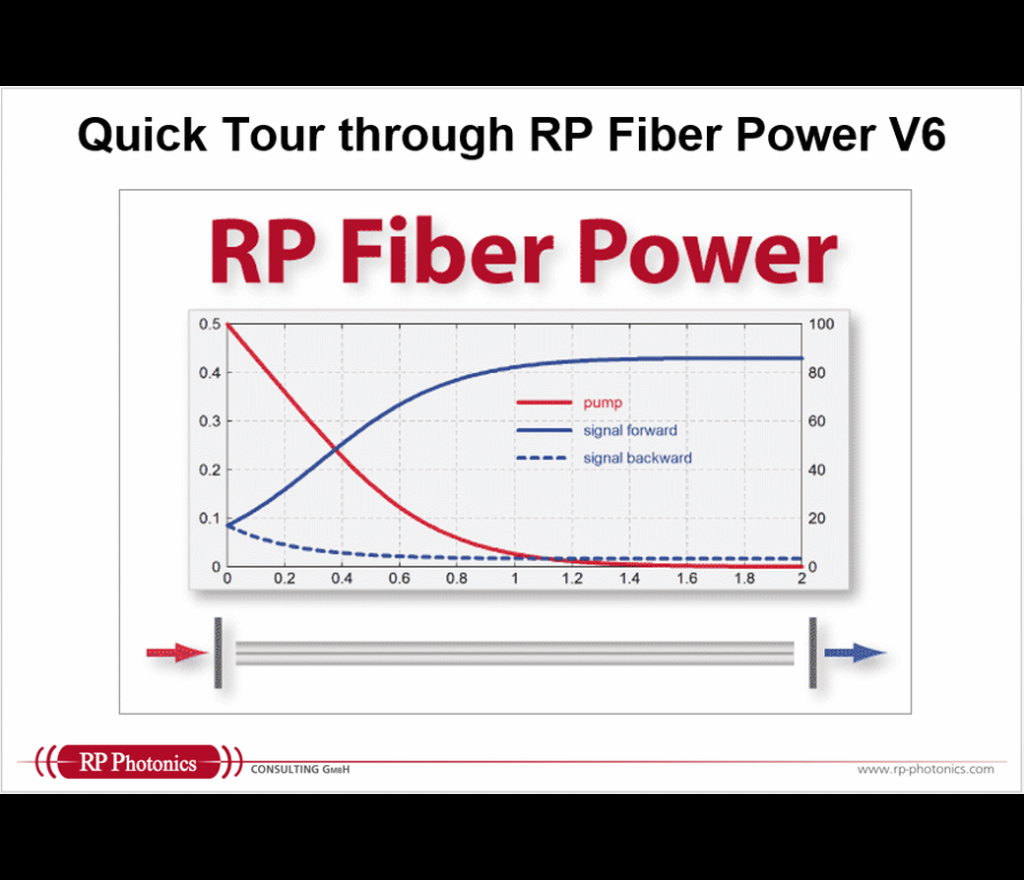 Quick Tour through RP Fiber Power V6
RP Fiber Power
0.5
100
0.4
80
pump
0.3
signal forward
60
signal backward
0.2
40
0.1
20
0
0
0 0.2 0.4 0.6 0.8 1 1.2 1.4 1.6 1.8 2
RP Photonics
CONSULTING GMBH
www.rp-photonics.com